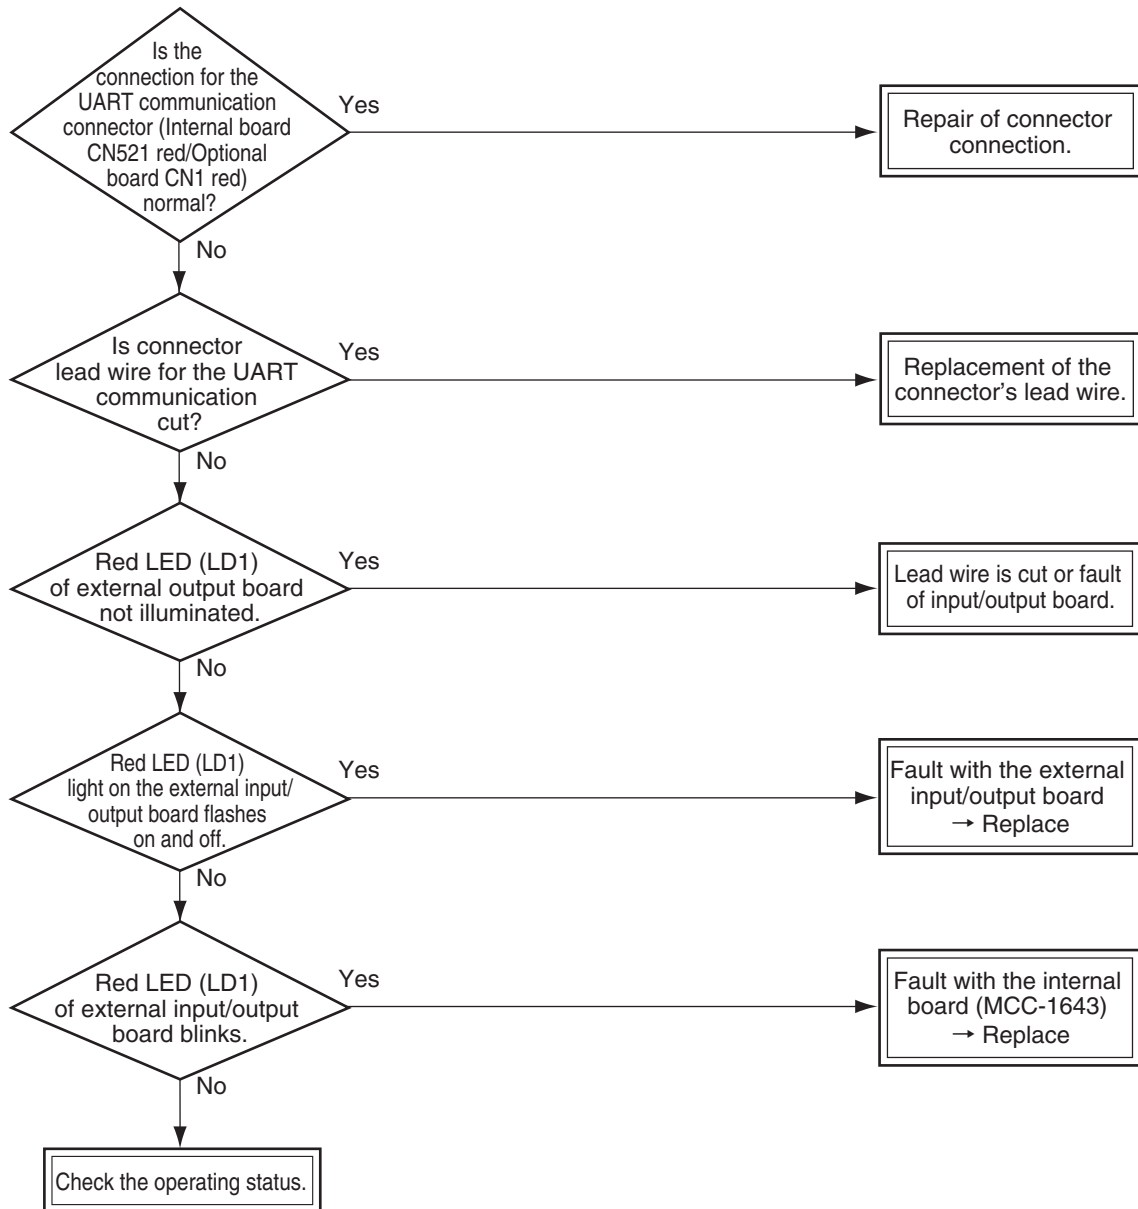 Is the
connection for the
UART communication
connector (Internal board
CN521 red/Optional
board CN1 red)
normal?
Yes
Repair of connector
connection.
No
Is connector
lead wire for the UART
communication
cut?
Yes
Replacement of the
connector’s lead wire.
No
Red LED (LD1)
of external output board
not illuminated.
Yes
Lead wire is cut or fault
of input/output board.
No
Red LED (LD1)
light on the external input/
output board flashes
on and off.
Yes
Fault with the external
input/output board
→ Replace
No
Red LED (LD1)
of external input/output
board blinks.
Yes
Fault with the internal
board (MCC-1643)
→ Replace
No
Check the operating status.